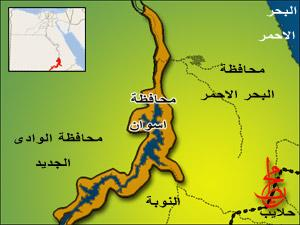 البحر
الاحمر
محافظة
البحر الاحمر
محافظة
اسوان
محافظة الوادى
الجديد
النوبة
حلايب